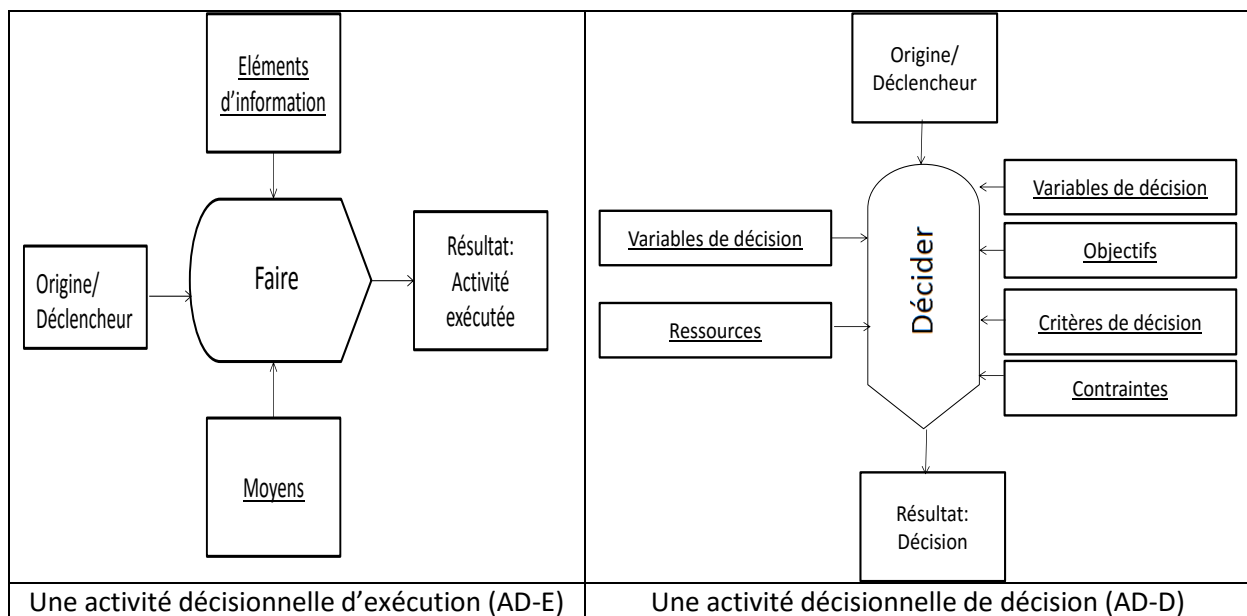 Eléments
d'information
Origine/
Déclencheur
Faire
Résultat:
Activité
exécutée
Moyens
Une activité décisionnelle d'exécution (AD-E)
Origine/
Déclencheur
Variables de décision
Ressources
Décider
Variables de décision
Objectifs
Critères de décision
Contraintes
Résultat:
Décision
Une activité décisionnelle de décision (AD-D)